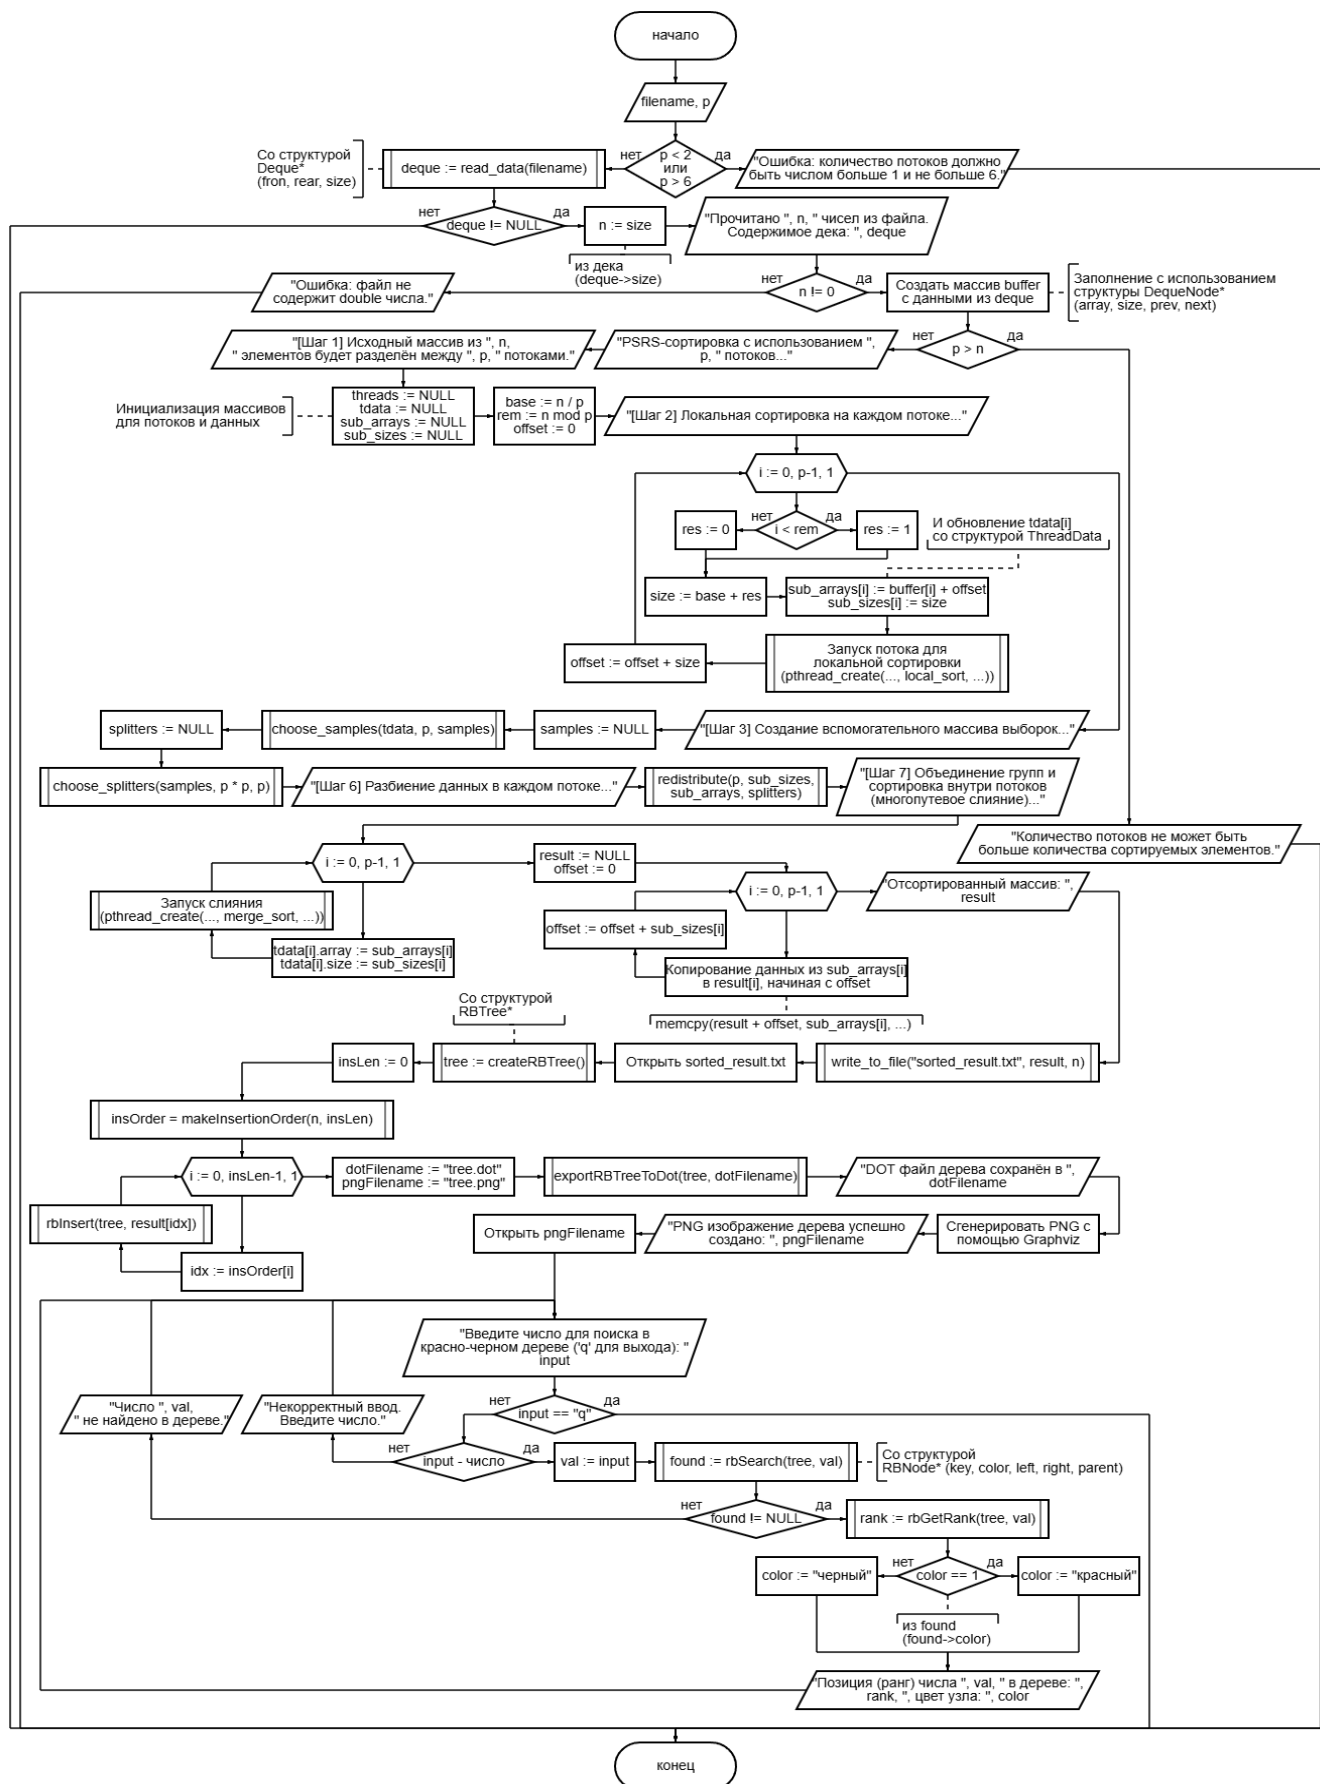 начало
filename, p
Со структурой
Deque*
(fron, rear, size)
deque := read_data(filename)
нет
p < 2
или
p > 6
да
"Ошибка: количество потоков должно
быть числом больше 1 и не больше 6."
нет
deque != NULL
да
n := size
из дека
(deque->size)
"Прочитано ", n, " чисел из файла.
Содержимое дека: ", deque
"Ошибка: файл не
содержит double числа."
нет
n != 0
да
Создать массив buffer
с данными из deque
Заполнение с использованием
структуры DequeNode*
(array, size, prev, next)
"[Шаг 1] Исходный массив из ", n,
" элементов будет разделён между ", p, " потоками."
"PSRS-сортировка с использованием ",
p, " потоков..."
нет
p > n
да
Инициализация массивов
для потоков и данных
threads := NULL
tdata := NULL
sub_arrays := NULL
sub_sizes := NULL
base := n / p
rem := n mod p
offset := 0
"[Шаг 2] Локальная сортировка на каждом потоке..."
i := 0, p-1, 1
res := 0
нет
i < rem
да
res := 1
И обновление tdata[i]
со структурой ThreadData
size := base + res
sub_arrays[i] := buffer[i] + offset
sub_sizes[i] := size
offset := offset + size
Запуск потока для
локальной сортировки
(pthread_create(..., local_sort, ...))
splitters := NULL
choose_samples(tdata, p, samples)
samples := NULL
"[Шаг 3] Создание вспомогательного массива выборок..."
choose_splitters(samples, p * p, p)
"[Шаг 6] Разбиение данных в каждом потоке..."
redistribute(p, sub_sizes,
sub_arrays, splitters)
"[Шаг 7] Объединение групп и
сортировка внутри потоков
(многопутевое слияние)..."
"Количество потоков не может быть
больше количества сортируемых элементов."
i := 0, p-1, 1
result := NULL
offset := 0
i := 0, p-1, 1
"Отсортированный массив: ",
result
Запуск слияния
(pthread_create(..., merge_sort, ...))
offset := offset + sub_sizes[i]
tdata[i].array := sub_arrays[i]
tdata[i].size := sub_sizes[i]
Копирование данных из sub_arrays[i]
в result[i], начиная с offset
memcpy(result + offset, sub_arrays[i], ...)
Со структурой
RBTree*
insLen := 0
tree := createRBTree()
Открыть sorted_result.txt
write_to_file("sorted_result.txt", result, n)
insOrder = makeInsertionOrder(n, insLen)
i := 0, insLen-1, 1
dotFilename := "tree.dot"
pngFilename := "tree.png"
exportRBTreeToDot(tree, dotFilename)
"DOT файл дерева сохранён в ",
dotFilename
rbInsert(tree, result[idx])
idx := insOrder[i]
Открыть pngFilename
"PNG изображение дерева успешно
создано: ", pngFilename
Сгенерировать PNG с
помощью Graphviz
"Введите число для поиска в
красно-черном дереве ('q' для выхода): "
input
"Число ", val,
" не найдено в дереве."
"Некорректный ввод.
Введите число."
нет
input == "q"
да
нет
input - число
да
val := input
found := rbSearch(tree, val)
Со структурой
RBNode* (key, color, left, right, parent)
нет
found != NULL
да
rank := rbGetRank(tree, val)
color := "черный"
нет
color == 1
да
color := "красный"
из found
(found->color)
"Позиция (ранг) числа ", val, " в дереве: ",
rank, ", цвет узла: ", color
конец